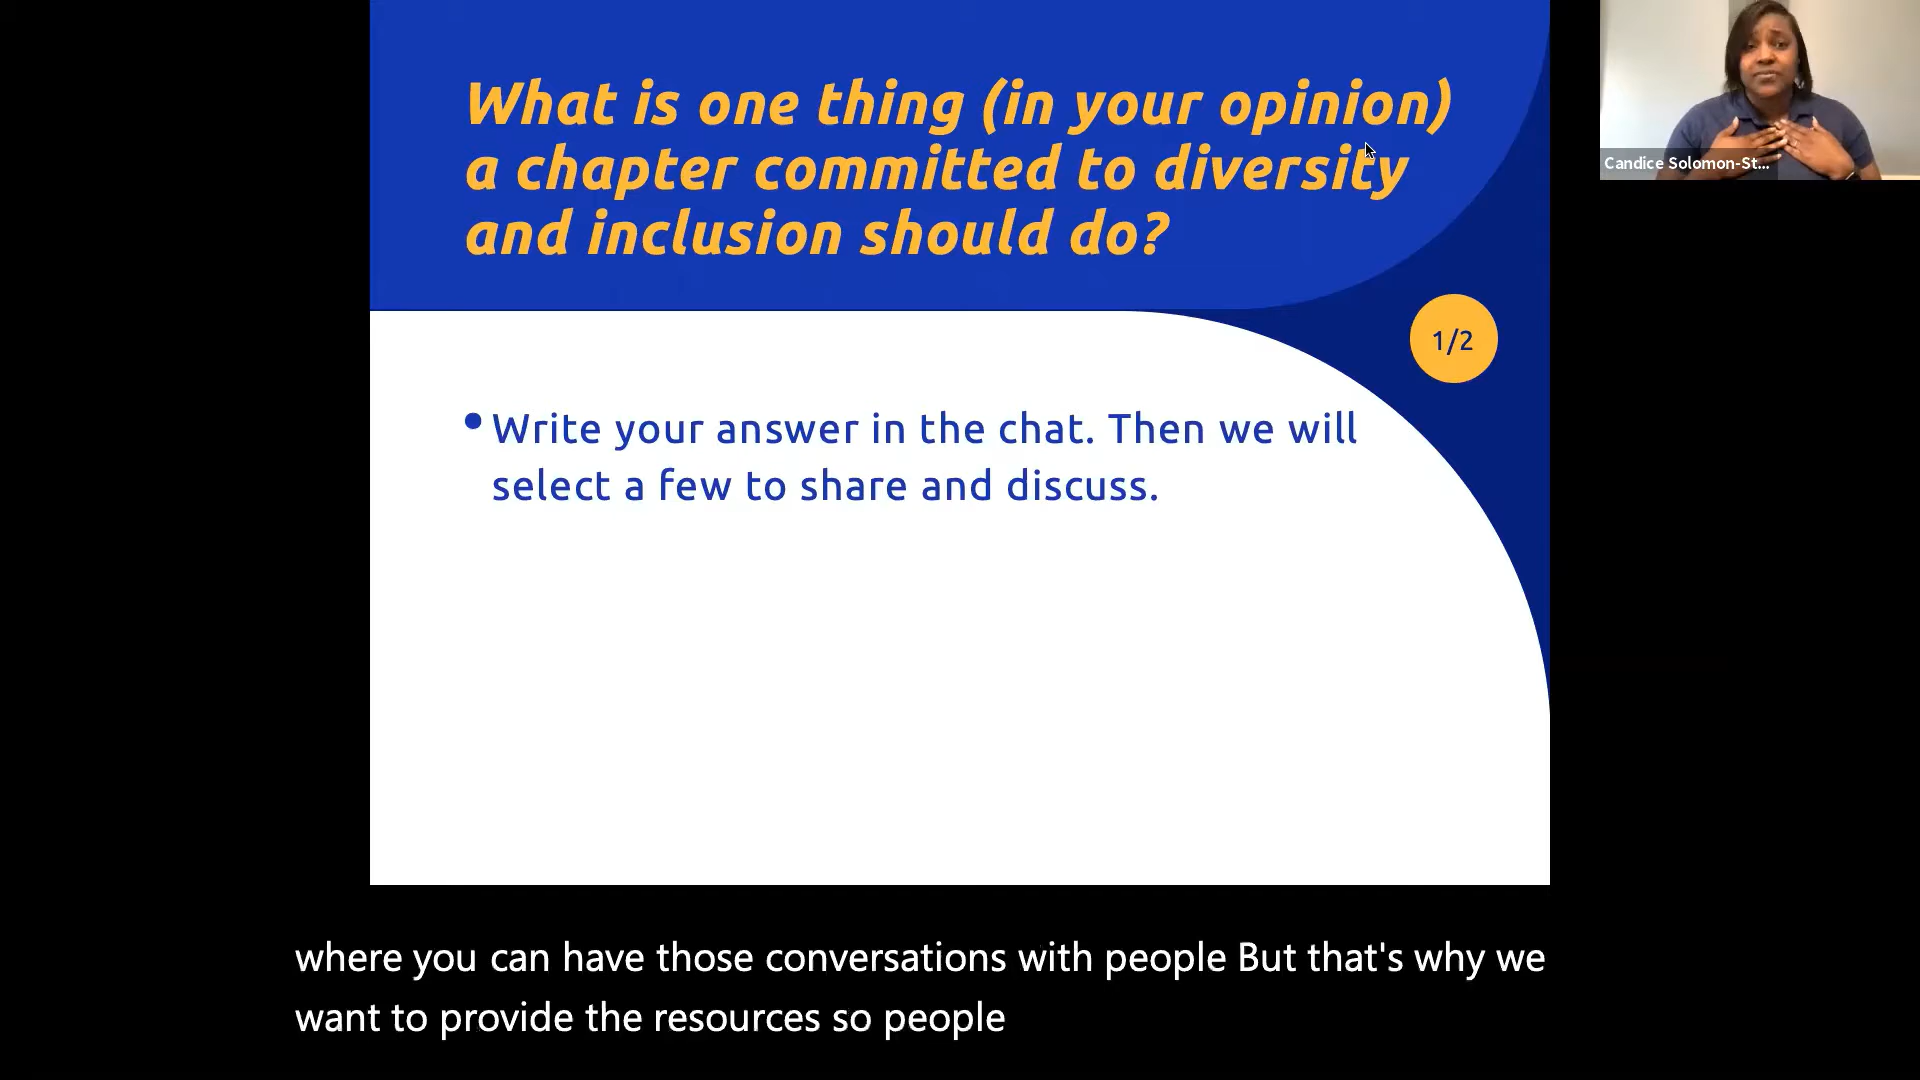 What is one thing (in your opinion)
a chapter committed to diversity
and inclusion should do?
1/2
• Write your answer in the chat. Then we will
select a few to share and discuss.
Candice Solomon-St...
where you can have those conversations with people But that's why we
want to provide the resources so people